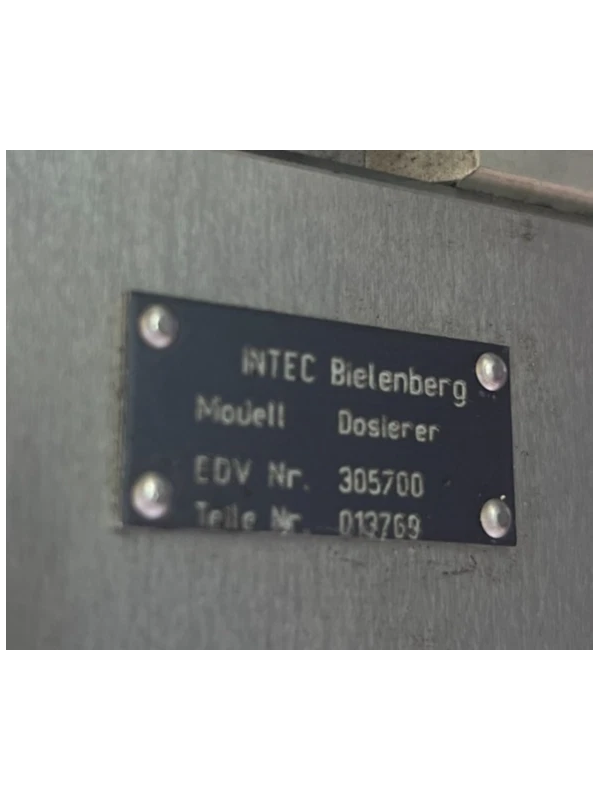 INTEC Bielenberg
Modell Dosierer
EDV Nr. 305700
Teile Nr. 013769